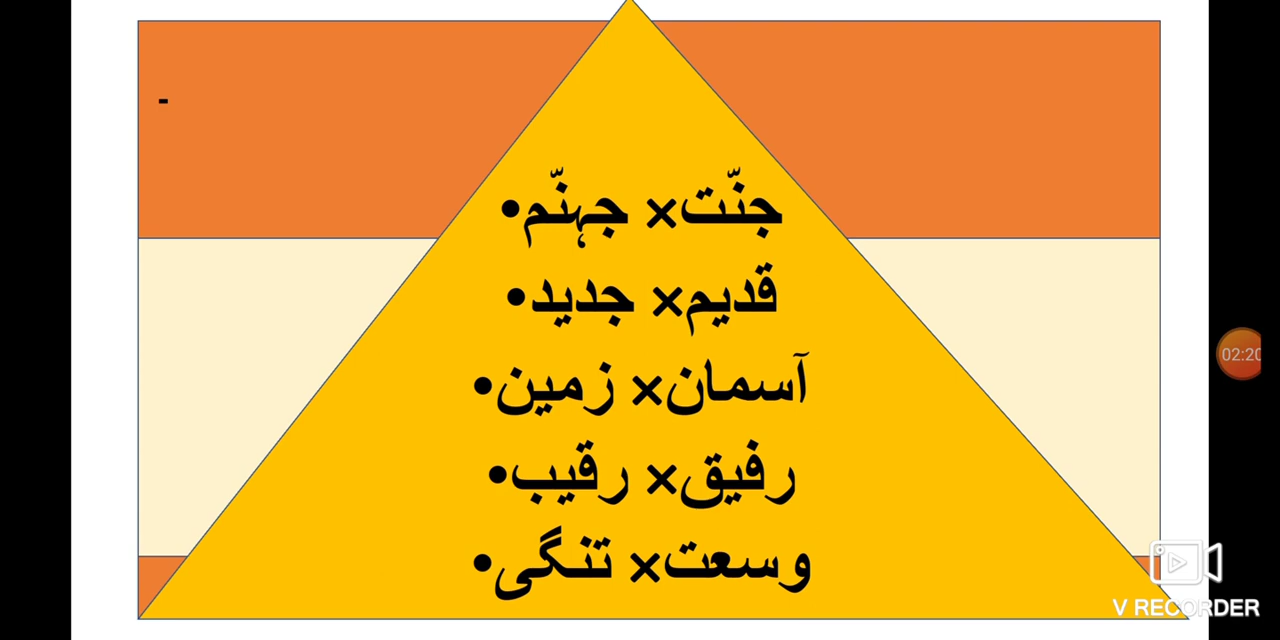 -
جنّت× جہنّم•
قدیم× جدید•
آسمان× زمین•
رفیق× رقیب•
وسعت× تنگی•
02:20
V RECORDER